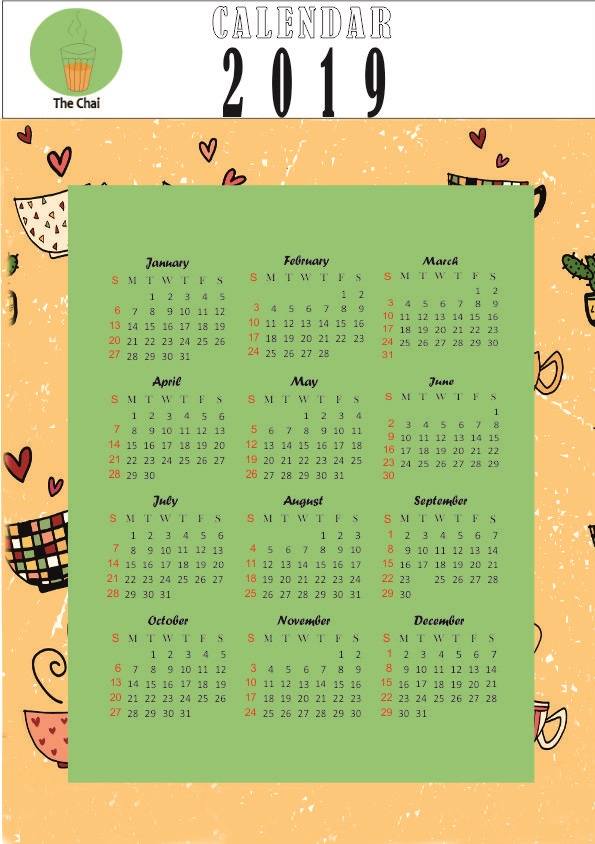 CALENDAR
2019
The Chai
January
S M T W T F S
1 2 3 4 5
6 7 8 9 10 11 12
13 14 15 16 17 18 19
20 21 22 23 24 25 26
27 28 29 30 31
February
S M T W T F S
1 2
3 4 5 6 7 8 9
10 11 12 13 14 15 16
17 18 19 20 21 22 23
24 25 26 27 28
March
S M T W T F S
1 2
3 4 5 6 7 8 9
10 11 12 13 14 15 16
17 18 19 20 21 22 23
24 25 26 27 28 29 30
31
April
S M T W T F S
1 2 3 4 5 6
7 8 9 10 11 12 13
14 15 16 17 18 19 20
21 22 23 24 25 26 27
28 29 30
May
S M T W T F S
1 2 3 4
5 6 7 8 9 10 11
12 13 14 15 16 17 18
19 20 21 22 23 24 25
26 27 28 29 30 31
June
S M T W T F S
1
2 3 4 5 6 7 8
9 10 11 12 13 14 15
16 17 18 19 20 21 22
23 24 25 26 27 28 29
30
July
S M T W T F S
1 2 3 4 5 6
7 8 9 10 11 12 13
14 15 16 17 18 19 20
21 22 23 24 25 26 27
28 29 30 31
August
S M T W T F S
1 2 3
4 5 6 7 8 9 10
11 12 13 14 15 16 17
18 19 20 21 22 23 24
25 26 27 28 29 30 31
September
S M T W T F S
1 2 3 4 5 6 7
8 9 10 11 12 13 14
15 16 17 18 19 20 21
22 23 25 26 27 28
29 30
October
S M T W T F S
1 2 3 4 5
6 7 8 9 10 11 12
13 14 15 16 17 18 19
20 21 22 23 24 25 26
27 28 29 30 31
November
S M T W T F S
1 2
3 4 5 6 7 8 9
10 11 12 13 14 15 16
17 18 19 20 21 22 23
24 25 26 27 28 29 30
December
S M T W T F S
1 2 3 4 5 6 7
8 9 10 11 12 13 14
15 16 17 18 19 20 21
22 23 24 25 26 27 28
29 30 31